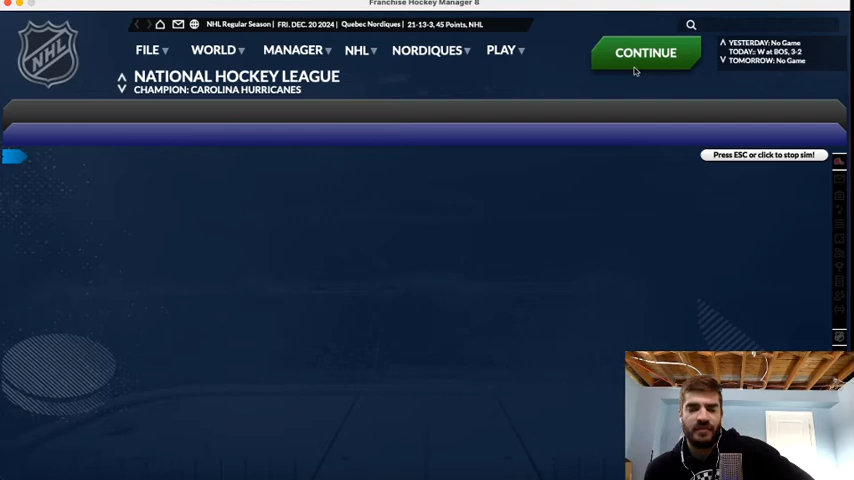 Franchise Hockey Manager 8
NHL Regular Season | FRI. DEC. 20 2024 | Quebec Nordiques | 21-13-3, 45 Points, NHL
NHL
FILE WORLD MANAGER NHL NORDIQUES PLAY
CONTINUE
YESTERDAY: No Game
TODAY:: W at BOS, 3-2
TOMORROW: No Game
NATIONAL HOCKEY LEAGUE
CHAMPION: CAROLINA HURRICANES
Press ESC or click to stop sim!